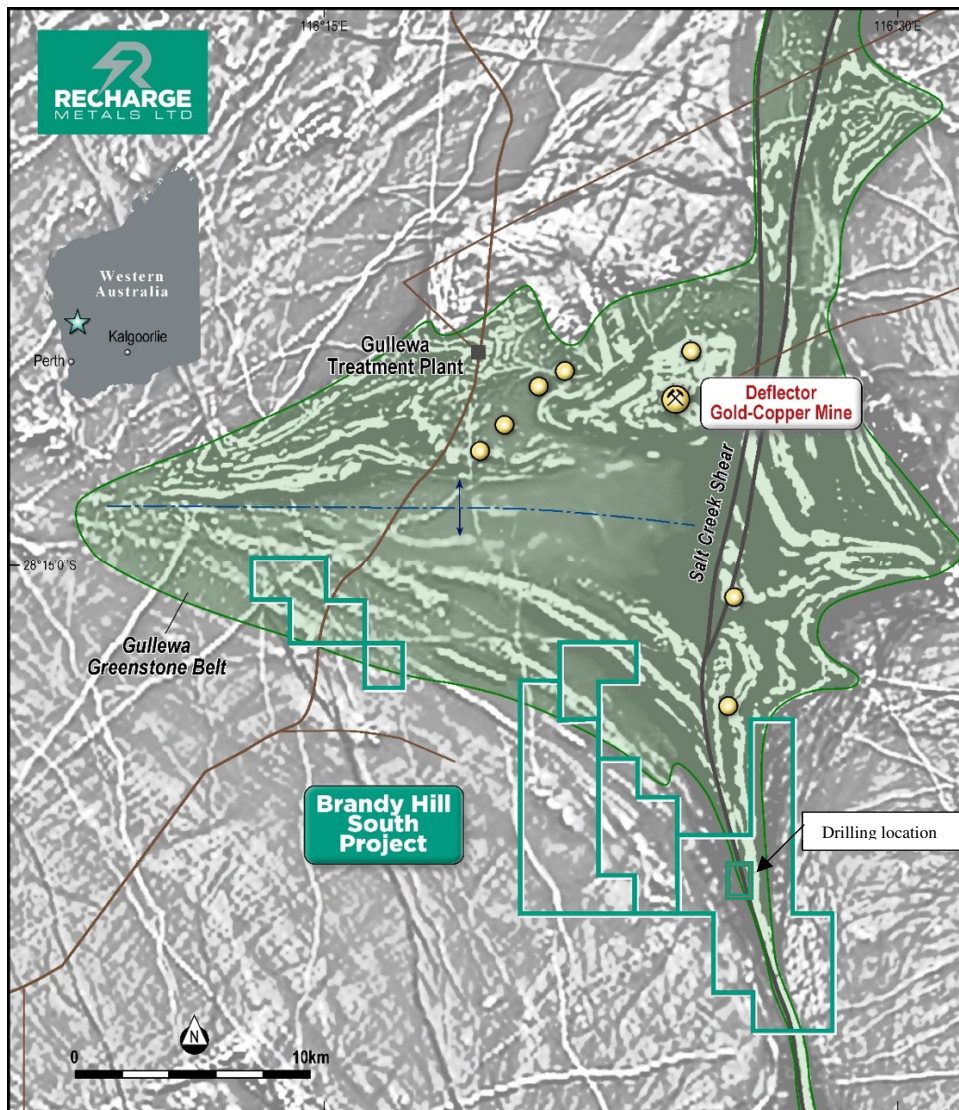 116°15'E
116°30'E
RECHARGE
METALS LTD
Western
Australia
Kalgoorlie
Perth
Gullewa
Treatment Plant
Deflector
Gold-Copper Mine
Salt Creek Shear
28°15'0"S
Gullewa
Greenstone Belt
Brandy Hill
South
Project
Drilling location
N
0
10km